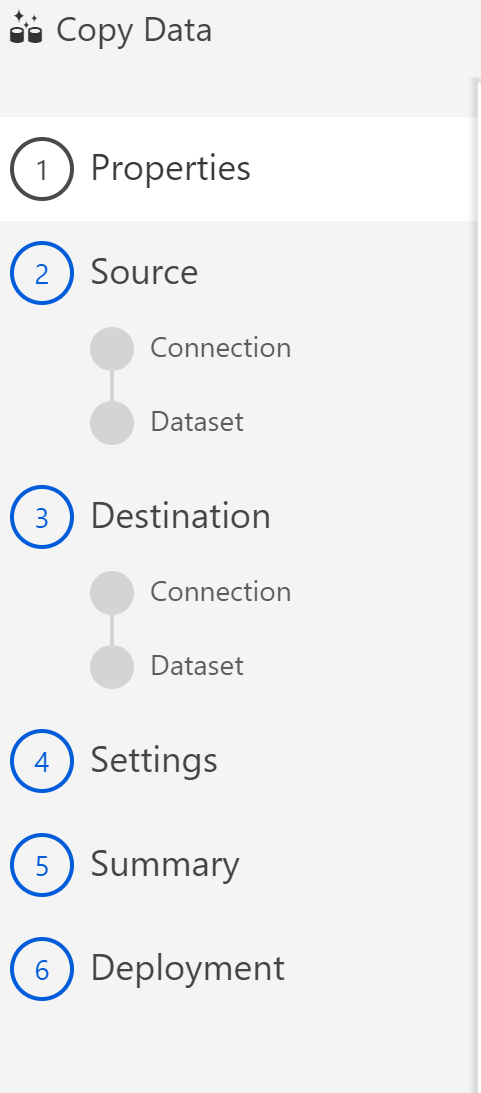 Copy Data
1 Properties
2 Source
Connection
Dataset
3 Destination
Connection
Dataset
4 Settings
5 Summary
6 Deployment